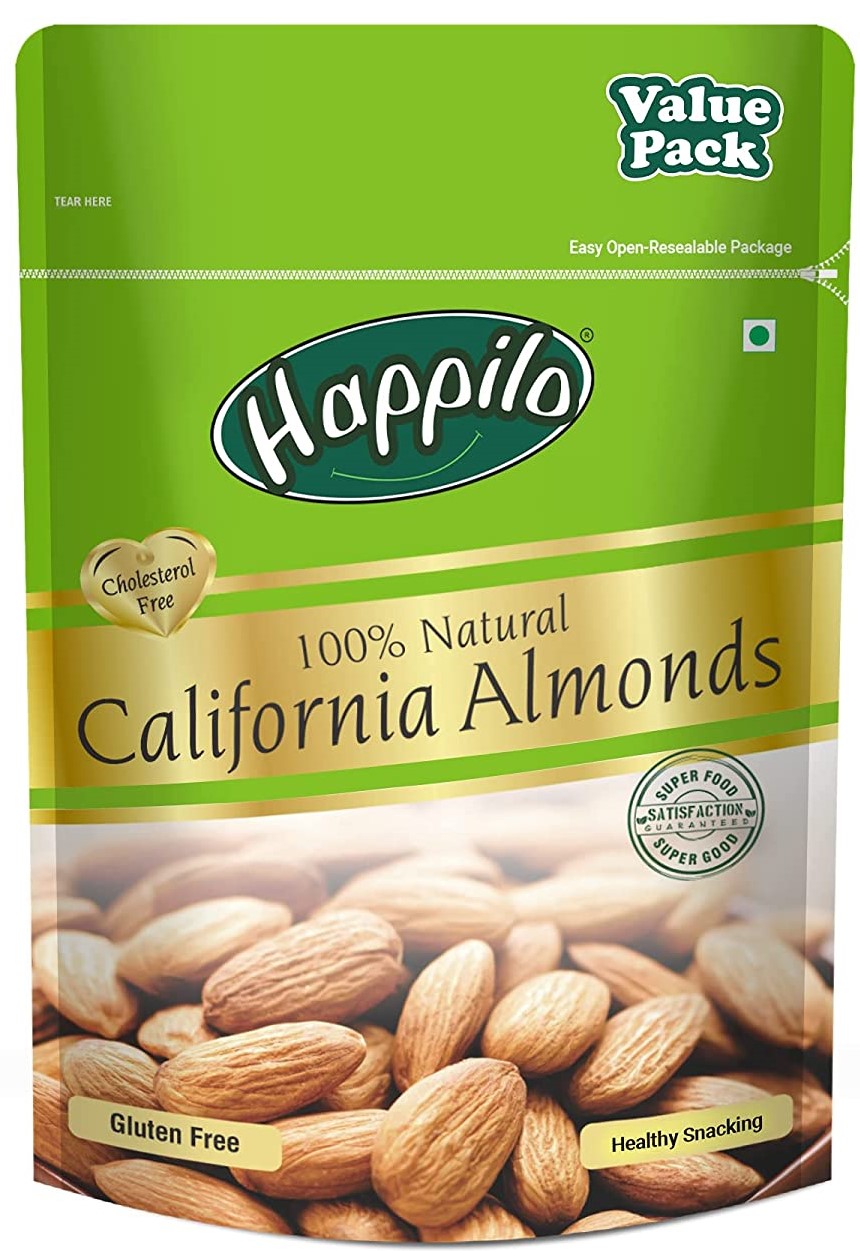 Value
Pack
TEAR HERE
Easy Open-Resealable Package
Happilo
®
Cholesterol
Free
100% Natural
California Almonds
SUPER FOOD
SATISFACTION
GUARANTEED
SUPER GOOD
Gluten Free
Healthy Snacking